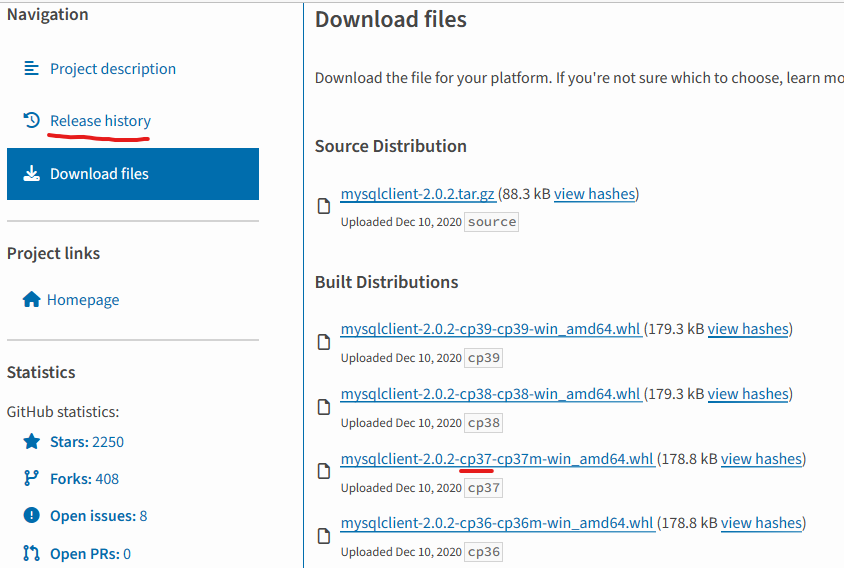 Navigation
Project description
Release history
Download files
Project links
Homepage
Statistics
GitHub statistics:
Stars: 2250
Forks: 408
Open issues: 8
Open PRs: 0
Download files
Download the file for your platform. If you're not sure which to choose, learn mo
Source Distribution
mysqlclient-2.0.2.tar.gz (88.3 kB view hashes)
Uploaded Dec 10, 2020 source
Built Distributions
mysqlclient-2.0.2-cp39-cp39-win_amd64.whl (179.3 kB view hashes)
Uploaded Dec 10, 2020 cp39
mysqlclient-2.0.2-cp38-cp38-win_amd64.whl (179.3 kB view hashes)
Uploaded Dec 10, 2020 cp38
mysqlclient-2.0.2-cp37-cp37m-win_amd64.whl (178.8 kB view hashes)
Uploaded Dec 10, 2020 cp37
mysqlclient-2.0.2-cp36-cp36m-win_amd64.whl (178.8 kB view hashes)
Uploaded Dec 10, 2020 cp36